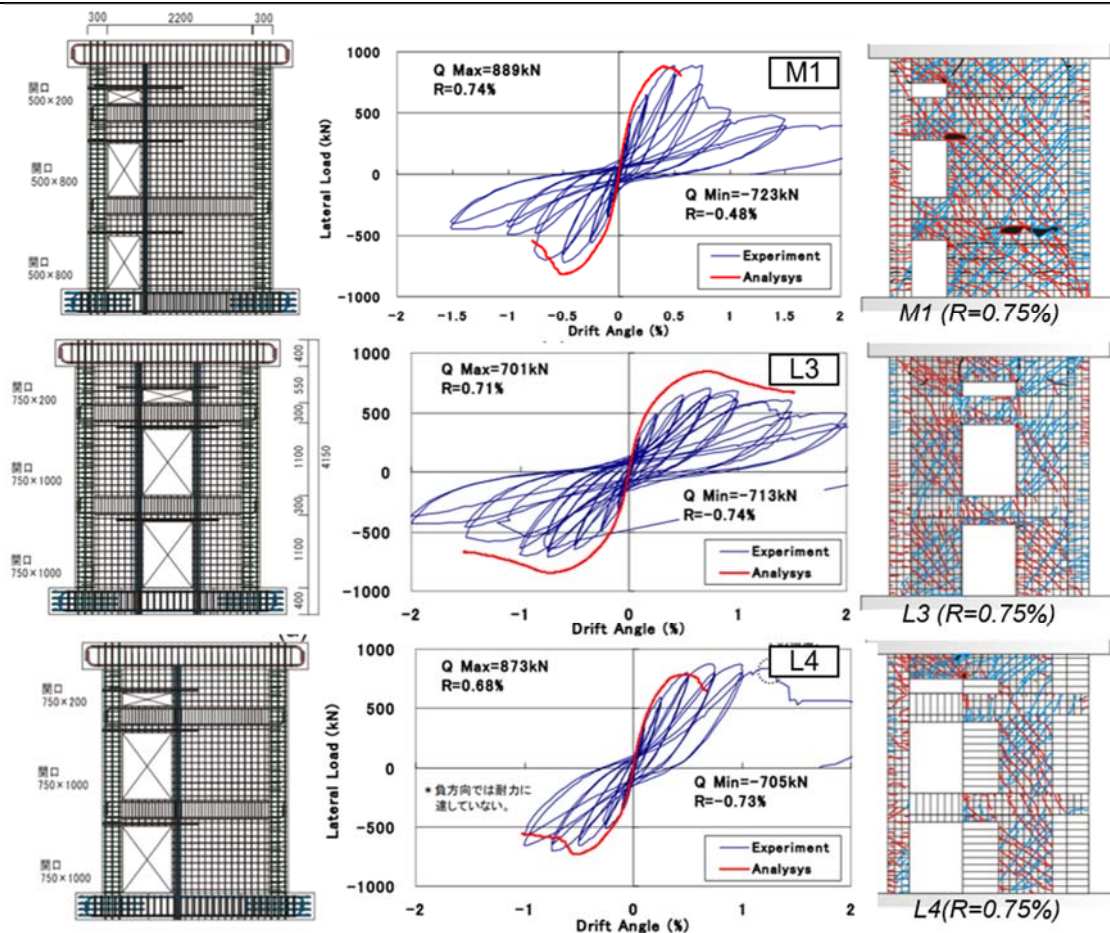 300
2200
300
開口
500×200
開口
500×800
開口
500×800
1000
500
0
-500
-1000
Lateral Load (kN)
Q Max=889kN
R=0.74%
M1
Q Min=-723kN
R=-0.48%
Experiment
Analysys
-2
-1.5
-1
-0.5
0
0.5
1
1.5
2
Drift Angle (%)
M1 (R=0.75%)
開口
750×200
開口
750×1000
開口
750×1000
400
550
300
1100
300
1100
400
4150
1000
500
0
-500
-1000
Lateral Load (kN)
Q Max=701kN
R=0.71%
L3
Q Min=-713kN
R=-0.74%
Experiment
Analysys
-2
-1
0
1
2
Drift Angle (%)
L3 (R=0.75%)
開口
750×200
開口
750×1000
開口
750×1000
1000
500
0
-500
-1000
Lateral Load (kN)
Q Max=873kN
R=0.68%
L4
* 負方向では耐力に
達していない。
Q Min=-705kN
R=-0.73%
Experiment
Analysys
-2
-1
0
1
2
Drift Angle (%)
L4(R=0.75%)